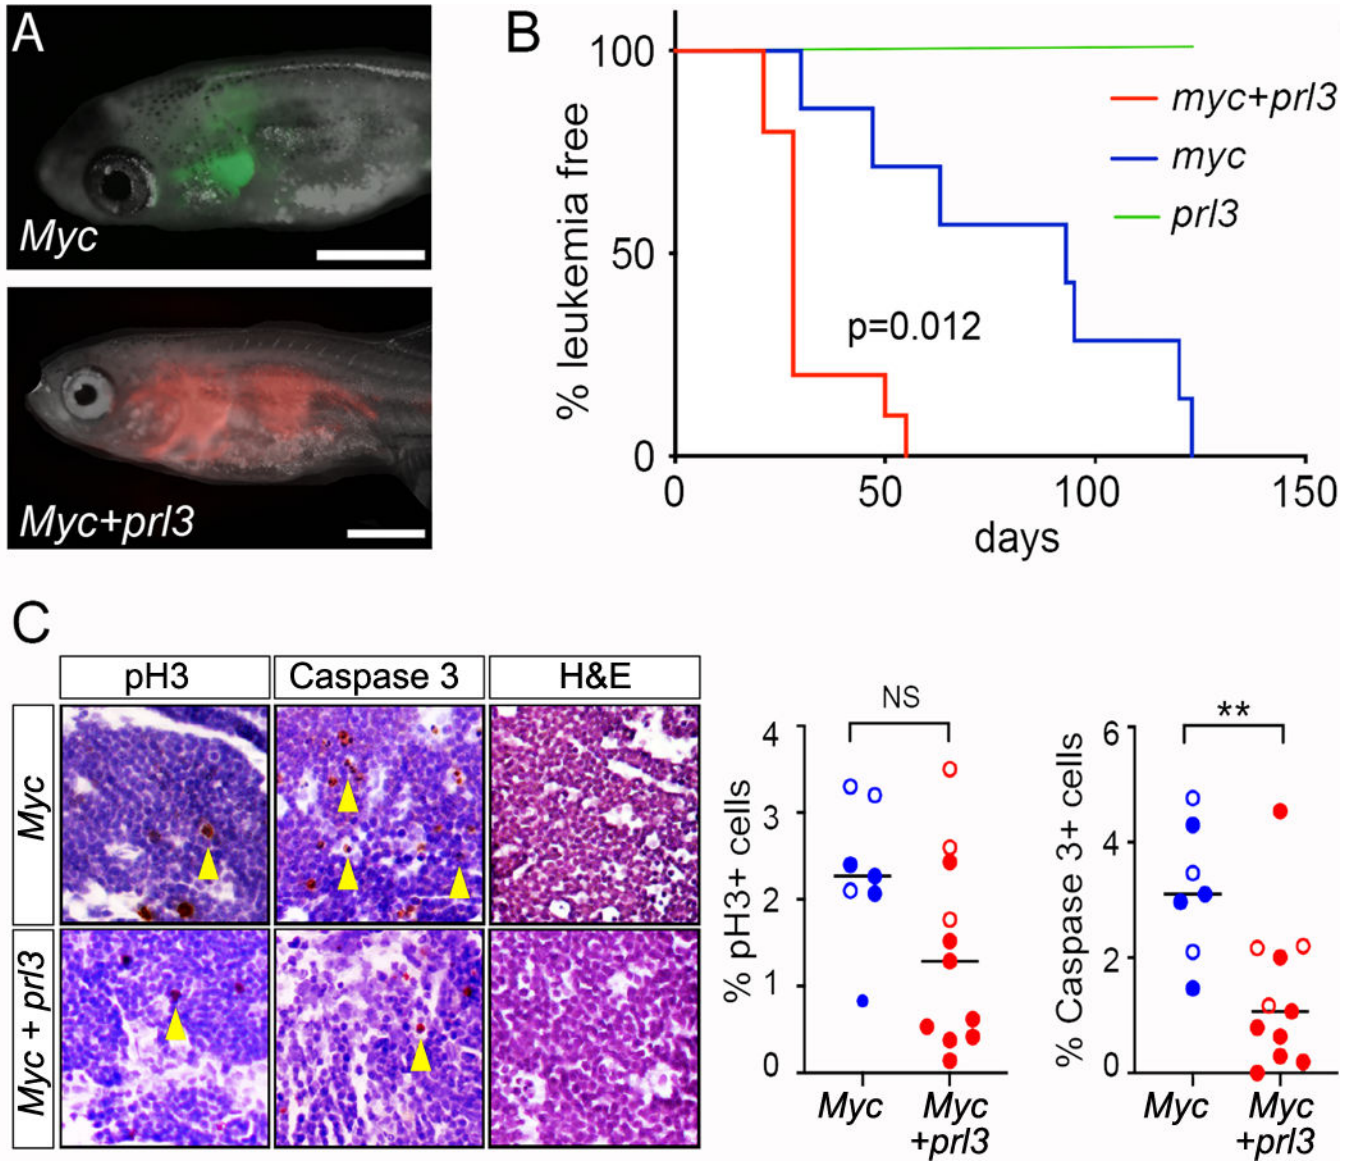 A
Myc
Myc+prl3
B
% leukemia free
100
50
0
0
50
100
150
days
p=0.012
myc+prl3
myc
prl3
C
pH3
Caspase 3
H&E
Myc
Myc + prl3
NS
% pH3+ cells
4
3
2
1
0
Myc
Myc
+prl3
**
% Caspase 3+ cells
6
4
2
0
Myc
Myc
+prl3